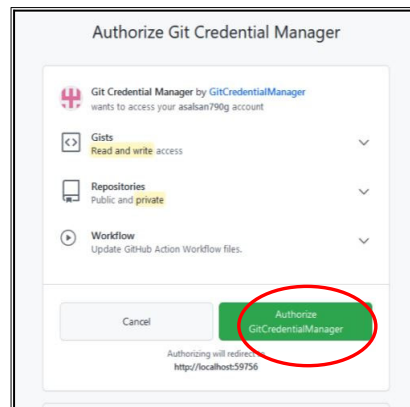 Authorize Git Credential Manager
Git Credential Manager by GitCredentialManager
wants to access your asalsan790g account
Gists
Read and write access
Repositories
Public and private
Workflow
Update GitHub Action Workflow files.
Cancel
Authorize
GitCredentialManager
Authorizing will redirect to
http://localhost:59756